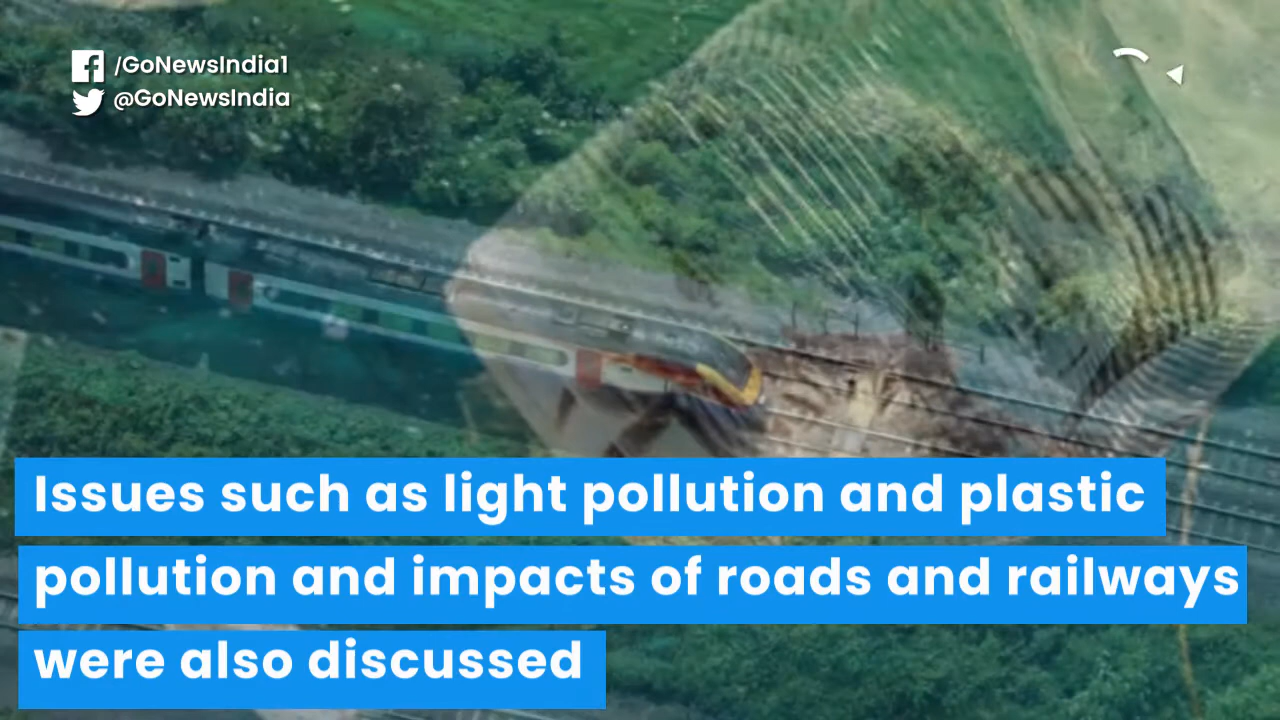 /GoNewsIndia1
@GoNewsIndia
Issues such as light pollution and plastic
pollution and impacts of roads and railways
were also discussed